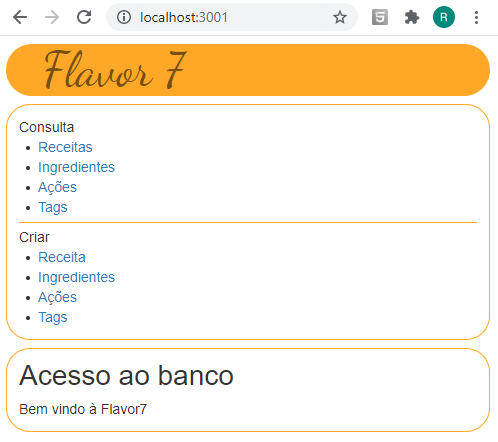 localhost:3001
R
Flavor 7
Consulta
Receitas
Ingredientes
Ações
Tags
Criar
Receita
Ingredientes
Ações
Tags
Acesso ao banco
Bem vindo à Flavor7